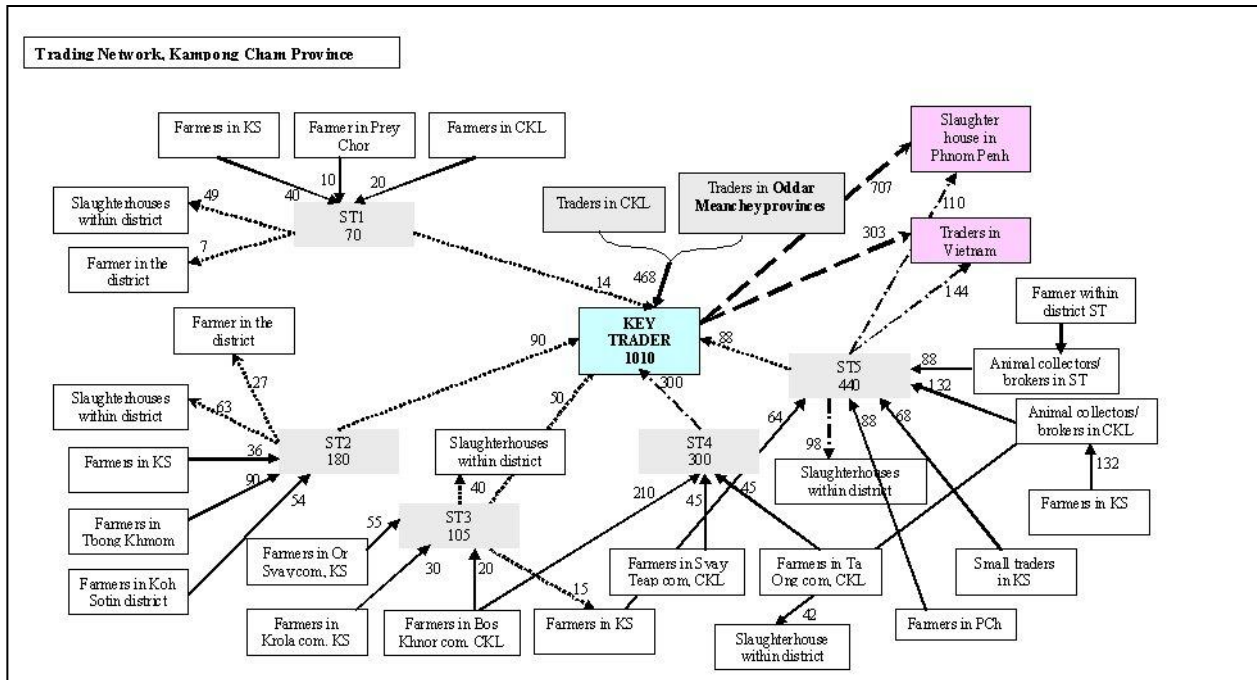 Trading Network, Kampong Cham Province
Farmers in KS
Farmer in Prey
Chor
Farmers in CKL
Slaughter
house in
Phnom Penh
Slaughterhouses
within district
49
40
10
20
Traders in CKL
Traders in Oddar
Meanchey provinces
707
ST1
70
110
7
Farmer in the
district
303
Traders in
Vietnam
14
468
144
Farmer in the
district
KEY
TRADER
1010
Farmer within
district ST
90
88
27
300
ST5
440
88
Animal collectors/
brokers in ST
Slaughterhouses
within district
63
50
132
64
88
68
Animal collectors/
brokers in CKL
ST2
180
Slaughterhouses
within district
ST4
300
98
Farmers in KS
36
Slaughterhouses
within district
132
90
40
210
45
45
Farmers in KS
54
ST3
105
Farmers in
Tbong Khmom
55
Farmers in Or
Svay com, KS
Farmers in Svay
Teap com, CKL
Farmers in Ta
Ong com, CKL
Small traders
in KS
Farmers in Koh
Sotin district
30
20
15
Farmers in
Krola com. KS
Farmers in Bos
Khnor com. CKL
Farmers in KS
42
Farmers in PCh
Slaughterhouse
within district